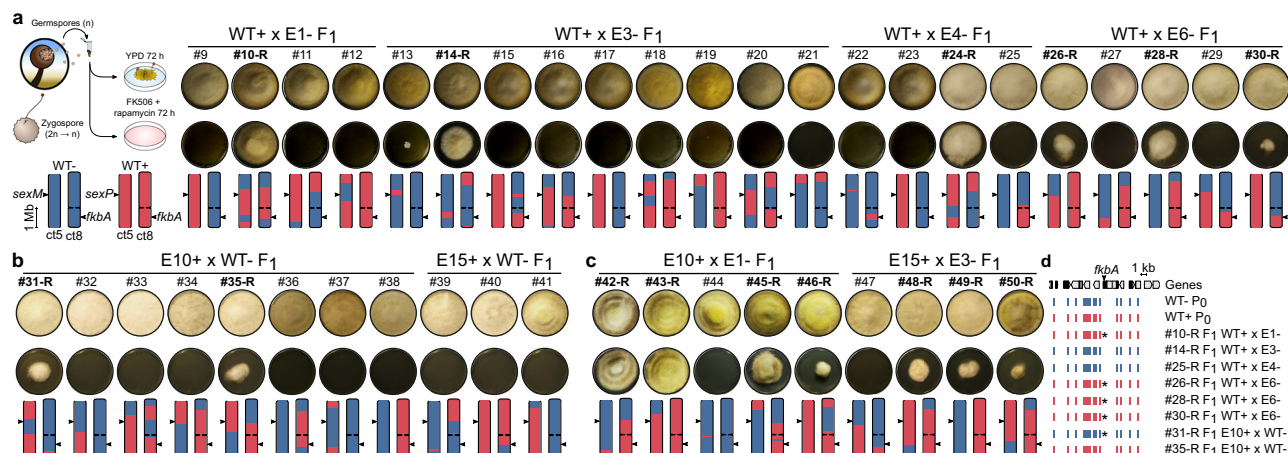 a
Germspores (n)
YPD 72 h
FK506 +
rapamycin 72 h
Zygospore
(2n → n)
WT-
WT+
sexM
sexP
fkbA
fkbA
1 Mb
ct5 ct8
ct5 ct8
WT+ x E1- F1
WT+ x E3- F1
WT+ x E4- F1
WT+ x E6- F1
#9 #10-R #11 #12 #13 #14-R #15 #16 #17 #18 #19 #20 #21 #22 #23 #24-R #25 #26-R #27 #28-R #29 #30-R
b
E10+ x WT- F1
E15+ x WT- F1
#31-R #32 #33 #34 #35-R #36 #37 #38 #39 #40 #41
c
E10+ x E1- F1
E15+ x E3- F1
#42-R #43-R #44 #45-R #46-R #47 #48-R #49-R #50-R
d
fkbA 1 kb
Genes
WT- P0
WT+ P0
* #10-R F1 WT+ x E1-
#14-R F1 WT+ x E3-
#25-R F1 WT+ x E4-
* #26-R F1 WT+ x E6-
* #28-R F1 WT+ x E6-
* #30-R F1 WT+ x E6-
* #31-R F1 E10+ x WT-
#35-R F1 E10+ x WT-